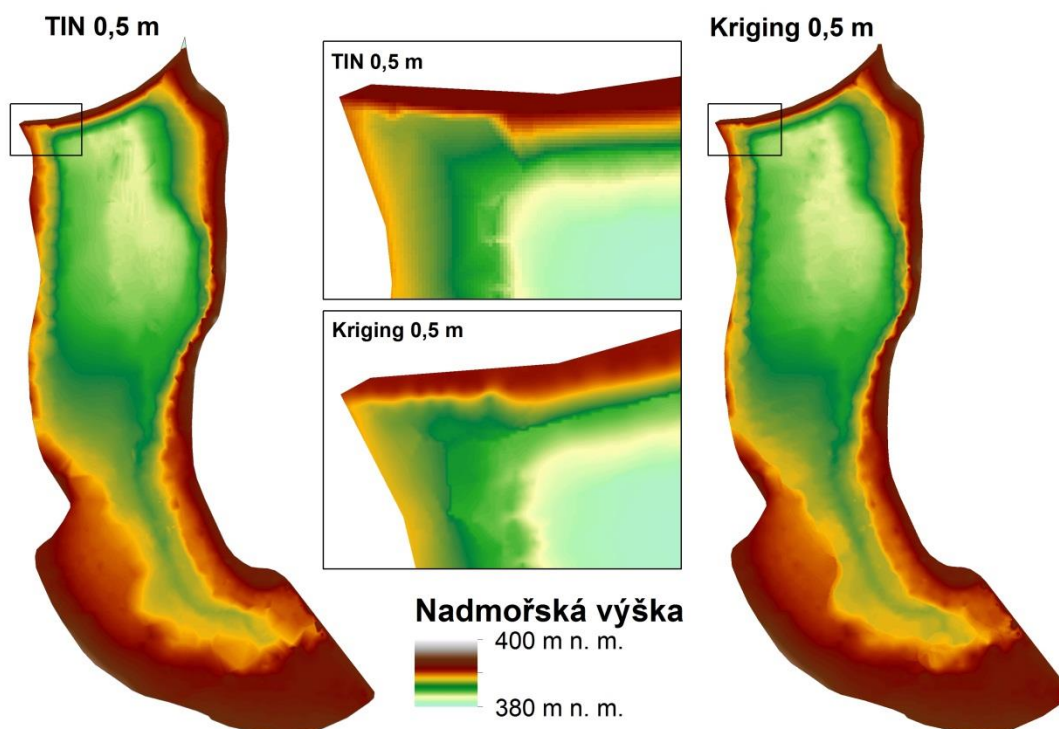 TIN 0,5 m
Kriging 0,5 m
TIN 0,5 m
Kriging 0,5 m
Nadmořská výška
400 m n. m.
380 m n. m.